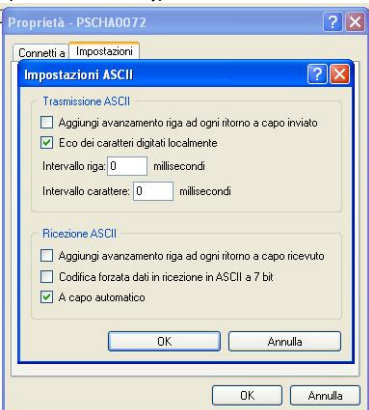 Proprietà - PSCHA0072
Connetti a Impostazioni
Impostazioni ASCII
Trasmissione ASCII
Aggiungi avanzamento riga ad ogni ritorno a capo inviato
Eco dei caratteri digitati localmente
Intervallo riga: 0 millisecondi
Intervallo carattere: 0 millisecondi
Ricezione ASCII
Aggiungi avanzamento riga ad ogni ritorno a capo ricevuto
Codifica forzata dati in ricezione in ASCII a 7 bit
A capo automatico
OK Annulla
OK Annulla